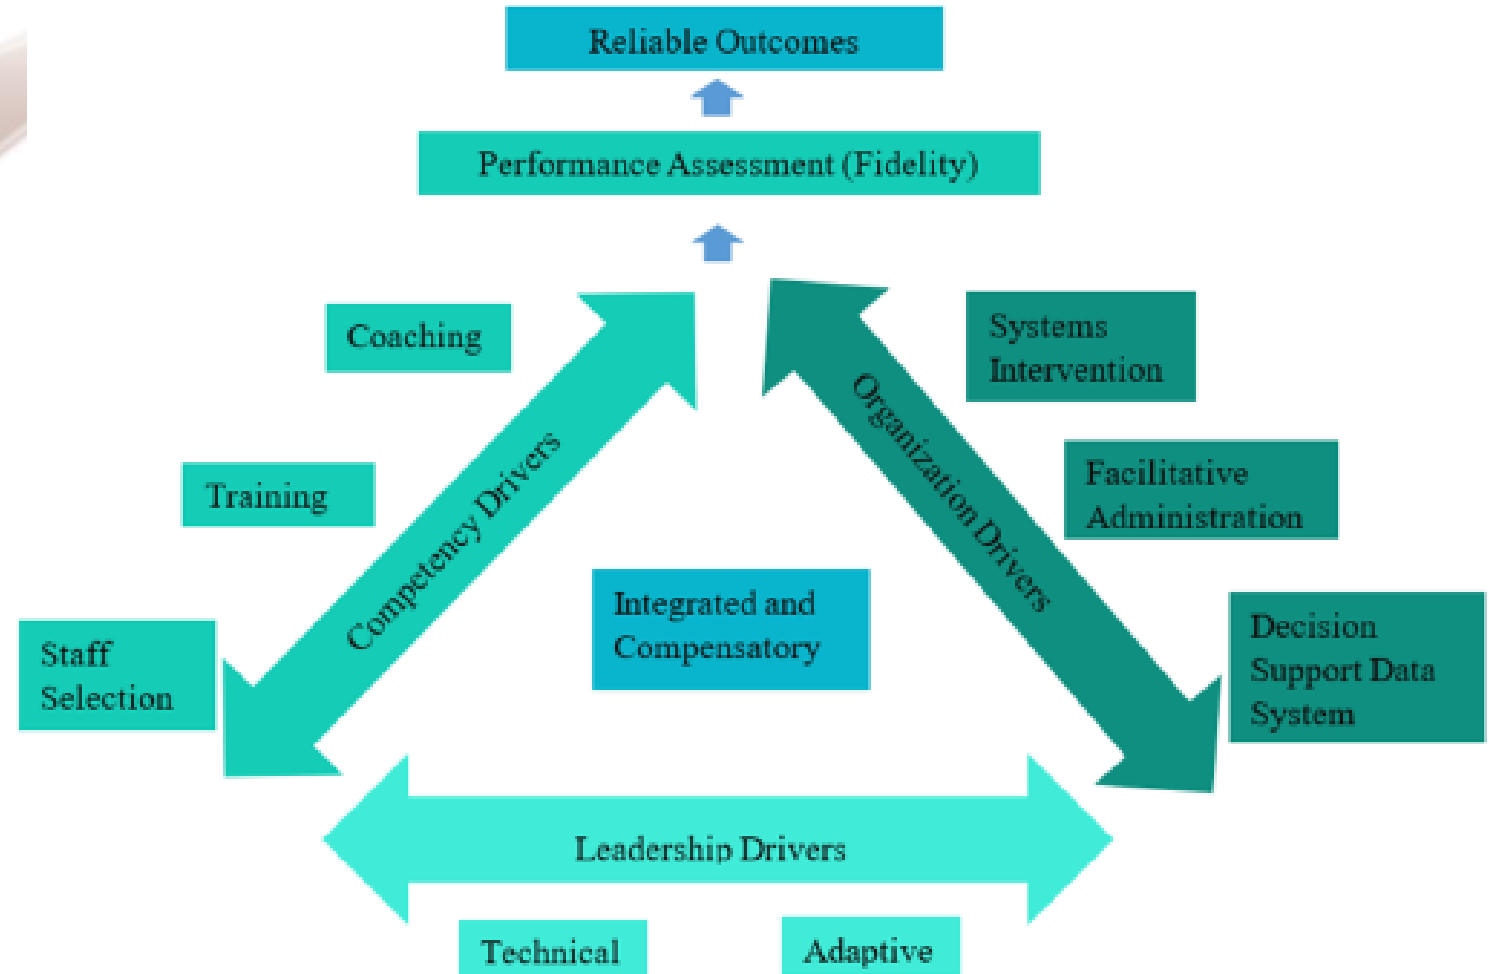 Reliable Outcomes
Performance Assessment (Fidelity)
Coaching
Systems
Intervention
Training
Competency Drivers
Organization Drivers
Facilitative
Administration
Integrated and
Compensatory
Staff
Selection
Decision
Support Data
System
Leadership Drivers
Technical
Adaptive